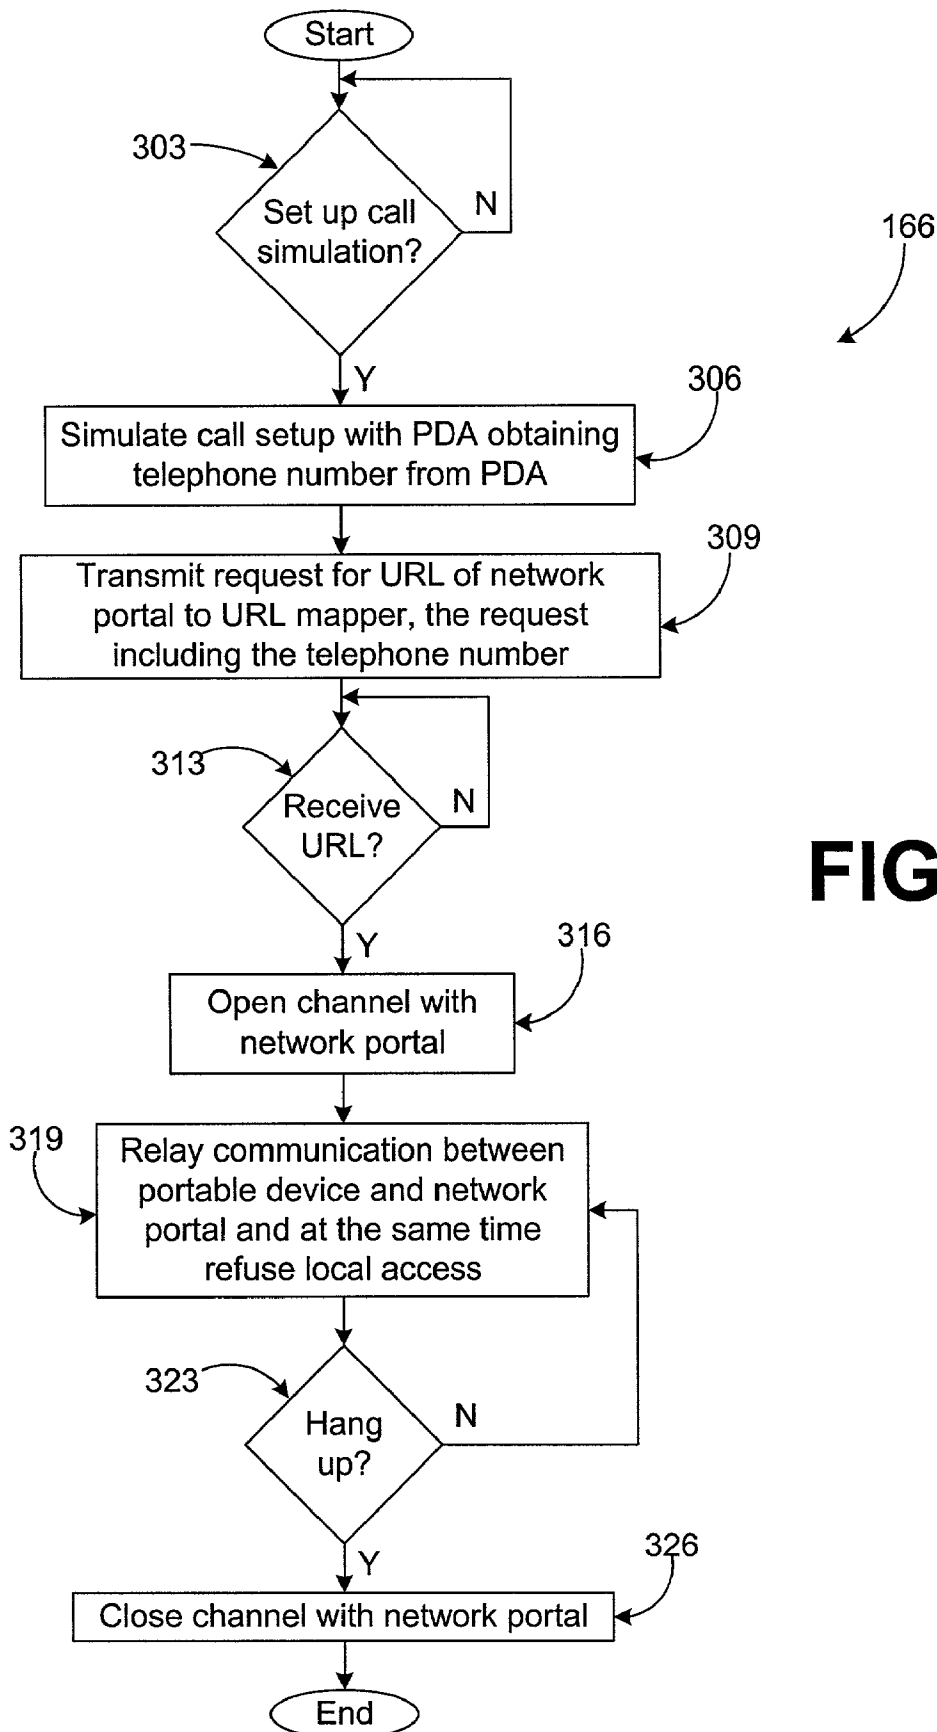 Start
303
Set up call
simulation?
N
166
Y
306
Simulate call setup with PDA obtaining
telephone number from PDA
309
Transmit request for URL of network
portal to URL mapper, the request
including the telephone number
313
Receive
URL?
N
FIG
Y
316
Open channel with
network portal
319
Relay communication between
portable device and network
portal and at the same time
refuse local access
323
Hang
up?
N
Y
326
Close channel with network portal
End